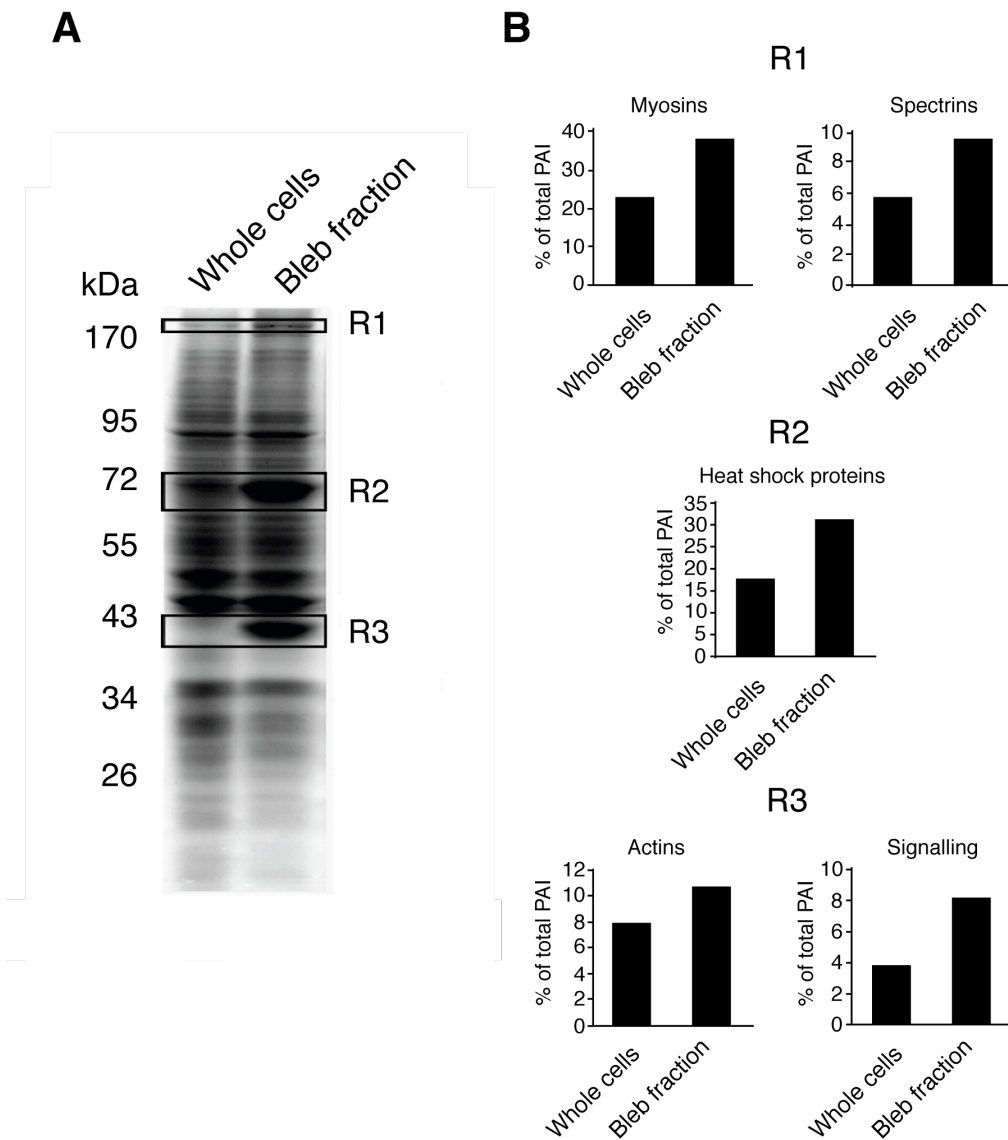 A
Whole cells
Bleb fraction
kDa
170
95
72
55
43
34
26
R1
R2
R3
B
R1
Myosins
% of total PAI
40
30
20
10
0
Whole cells
Bleb fraction
Spectrins
% of total PAI
10
8
6
4
2
0
Whole cells
Bleb fraction
R2
Heat shock proteins
% of total PAI
35
30
25
20
15
10
5
0
Whole cells
Bleb fraction
R3
Actins
% of total PAI
12
10
8
6
4
2
0
Whole cells
Bleb fraction
Signalling
% of total PAI
10
8
6
4
2
0
Whole cells
Bleb fraction